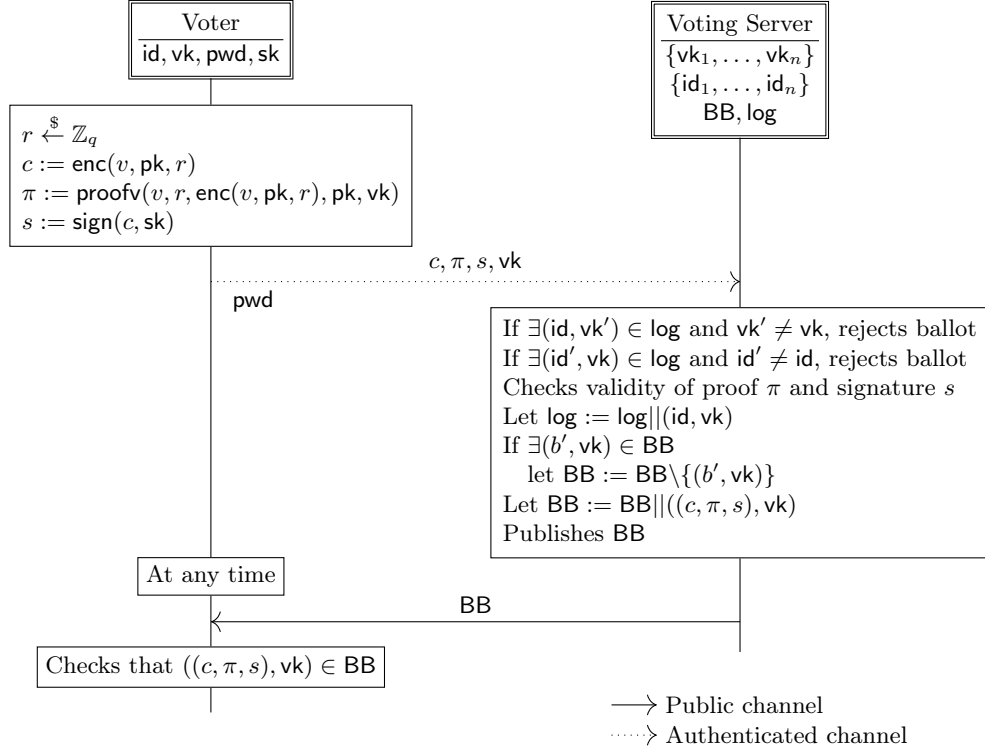 Voter
id, vk, pwd, sk
Voting Server
{vk₁, …, vkₙ}
{id₁, …, idₙ}
BB, log
r ←$ ℤ_q
c := enc(v, pk, r)
π := proofv(v, r, enc(v, pk, r), pk, vk)
s := sign(c, sk)
c, π, s, vk
pwd
If ∃(id, vk′) ∈ log and vk′ ≠ vk, rejects ballot
If ∃(id′, vk) ∈ log and id′ ≠ id, rejects ballot
Checks validity of proof π and signature s
Let log := log||(id, vk)
If ∃(b′, vk) ∈ BB
let BB := BB\{(b′, vk)}
Let BB := BB||((c, π, s), vk)
Publishes BB
At any time
BB
Checks that ((c, π, s), vk) ∈ BB
Public channel
Authenticated channel